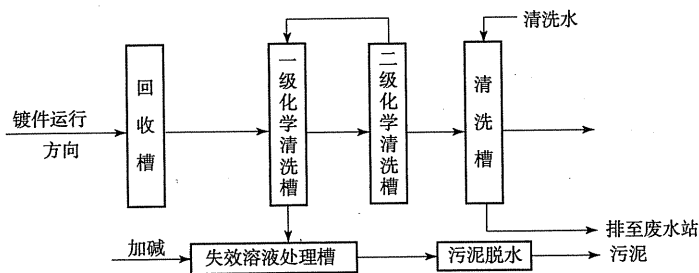 清洗水
镀件运行
方向
回收槽
一级化学清洗槽
二级化学清洗槽
清洗槽
排至废水站
加碱
失效溶液处理槽
污泥脱水
污泥